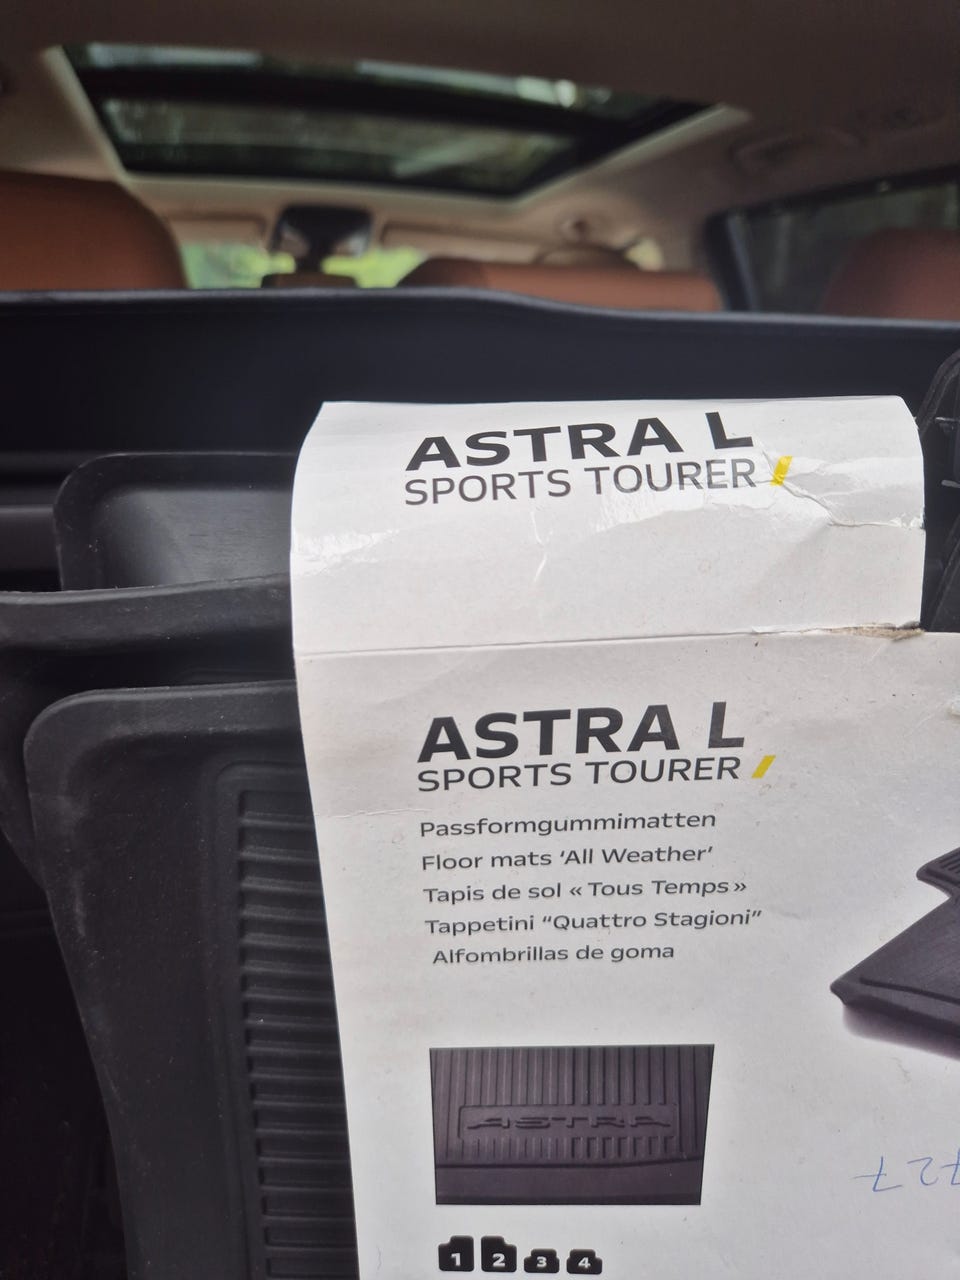 ASTRA L
SPORTS TOURER
ASTRA L
SPORTS TOURER
Passformgummimatten
Floor mats ‘All Weather’
Tapis de sol « Tous Temps »
Tappetini “Quattro Stagioni”
Alfombrillas de goma
ASTRA
1 2 3 4